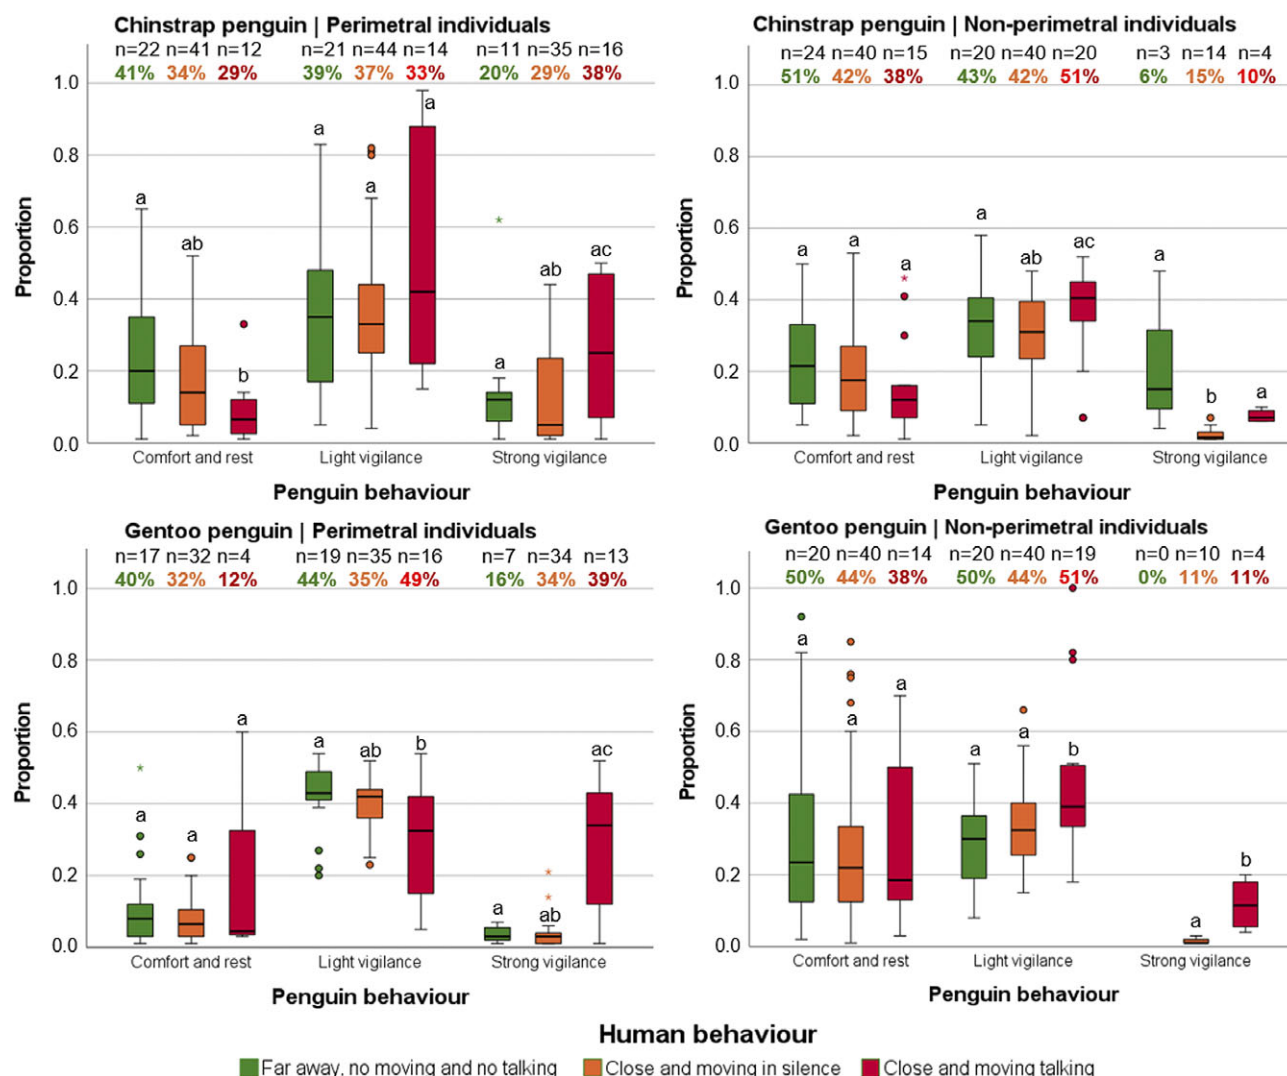 Chinstrap penguin | Perimetral individuals
n=22 n=41 n=12 n=21 n=44 n=14 n=11 n=35 n=16
41% 34% 29% 39% 37% 33% 20% 29% 38%
1.0
0.8
0.6
0.4
0.2
0.0
Proportion
a ab b a a a a ab ac
Comfort and rest Light vigilance Strong vigilance
Penguin behaviour
Chinstrap penguin | Non-perimetral individuals
n=24 n=40 n=15 n=20 n=40 n=20 n=3 n=14 n=4
51% 42% 38% 43% 42% 51% 6% 15% 10%
1.0
0.8
0.6
0.4
0.2
0.0
Proportion
a a a a ab ac a b a
Comfort and rest Light vigilance Strong vigilance
Penguin behaviour
Gentoo penguin | Perimetral individuals
n=17 n=32 n=4 n=19 n=35 n=16 n=7 n=34 n=13
40% 32% 12% 44% 35% 49% 16% 34% 39%
1.0
0.8
0.6
0.4
0.2
0.0
Proportion
a a a a ab b a ab ac
Comfort and rest Light vigilance Strong vigilance
Penguin behaviour
Gentoo penguin | Non-perimetral individuals
n=20 n=40 n=14 n=20 n=40 n=19 n=0 n=10 n=4
50% 44% 38% 50% 44% 51% 0% 11% 11%
1.0
0.8
0.6
0.4
0.2
0.0
Proportion
a a a a a b a b
Comfort and rest Light vigilance Strong vigilance
Penguin behaviour
Human behaviour
Far away, no moving and no talking Close and moving in silence Close and moving talking